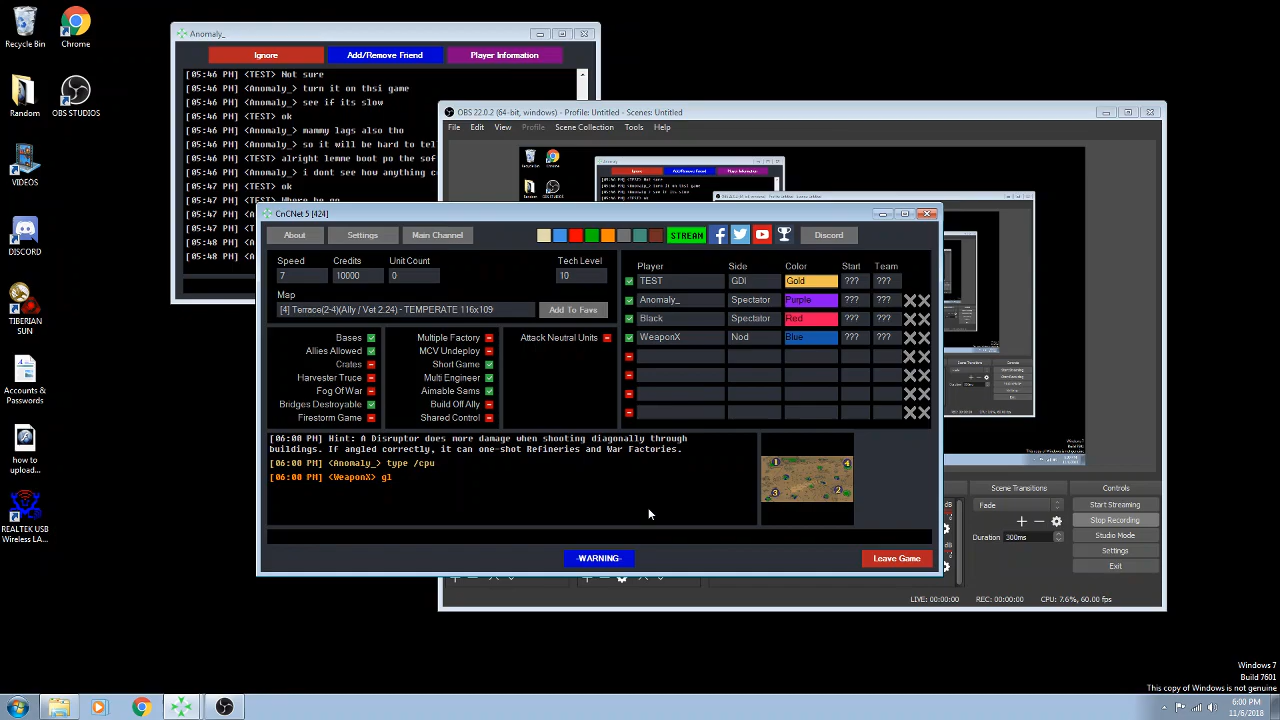 Recycle Bin
Chrome
Random
OBS STUDIOS
VIDEOS
DISCORD
TIBERIAN
SUN
Accounts &
Passwords
how to
upload
REALTEK USB
Wireless LA...
Anomaly_
Ignore
Add/Remove Friend
Player Information
[05:46 PM] <TEST> Not sure
[05:46 PM] <Anomaly_> turn it on thsi game
[05:46 PM] <Anomaly_> see if its slow
[05:46 PM] <TEST> ok
[05:46 PM] <Anomaly_> mammy lags also tho
[05:46 PM] <Anomaly_> so it will be hard to tel
[05:47 PM] <TEST> alright lemme boot po the sof
[05:47 PM] <Anomaly_> i dont see how anything c
[05:47 PM] <TEST> ok
OBS 22.0.2 (64-bit, windows) - Profile: Untitled - Scenes: Untitled
File
Edit
View
Profile
Scene Collection
Tools
Help
CnCNet 5 [424]
About
Settings
Main Channel
STREAM
Discord
Speed
Credits
Unit Count
Tech Level
7
10000
0
10
Map
[4] Terrace(2-4)(Ally / Vet 2.24) - TEMPERATE 116x109
Add To Favs
Bases
Allies Allowed
Crates
Harvester Truce
Fog Of War
Bridges Destroyable
Firestorm Game
Multiple Factory
MCV Undeploy
Short Game
Multi Engineer
Aimable Sams
Build Off Ally
Shared Control
Attack Neutral Units
Player Side Color Start Team
TEST GDI Gold ??? ???
Anomaly_ Spectator Purple ??? ???
Black Spectator Red ??? ???
WeaponX Nod Blue ??? ???
[06:00 PM] Hint: A Disruptor does more damage when shooting diagonally through
buildings. If angled correctly, it can one-shot Refineries and War Factories.
[06:00 PM] <Anomaly_> type /cpu
[06:00 PM] <WeaponX> gl
1
4
3
2
-WARNING-
Leave Game
Scene Transitions
Fade
Duration
300ms
Controls
Start Streaming
Stop Recording
Studio Mode
Settings
Exit
LIVE: 00:00:00
REC: 00:00:00
CPU: 7.6%, 60.00 fps
Windows 7
Build 7601
This copy of Windows is not genuine
6:00 PM
11/6/2018